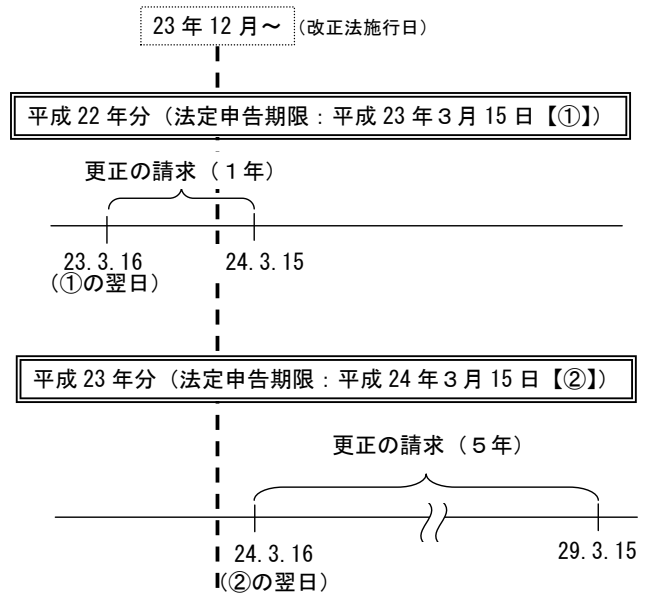 23年12月～ (改正法施行日)
平成22年分（法定申告期限：平成23年３月15日【①】）
更正の請求（１年）
23.3.16 24.3.15
（①の翌日）
平成23年分（法定申告期限：平成24年３月15日【②】）
更正の請求（５年）
24.3.16 29.3.15
（②の翌日）